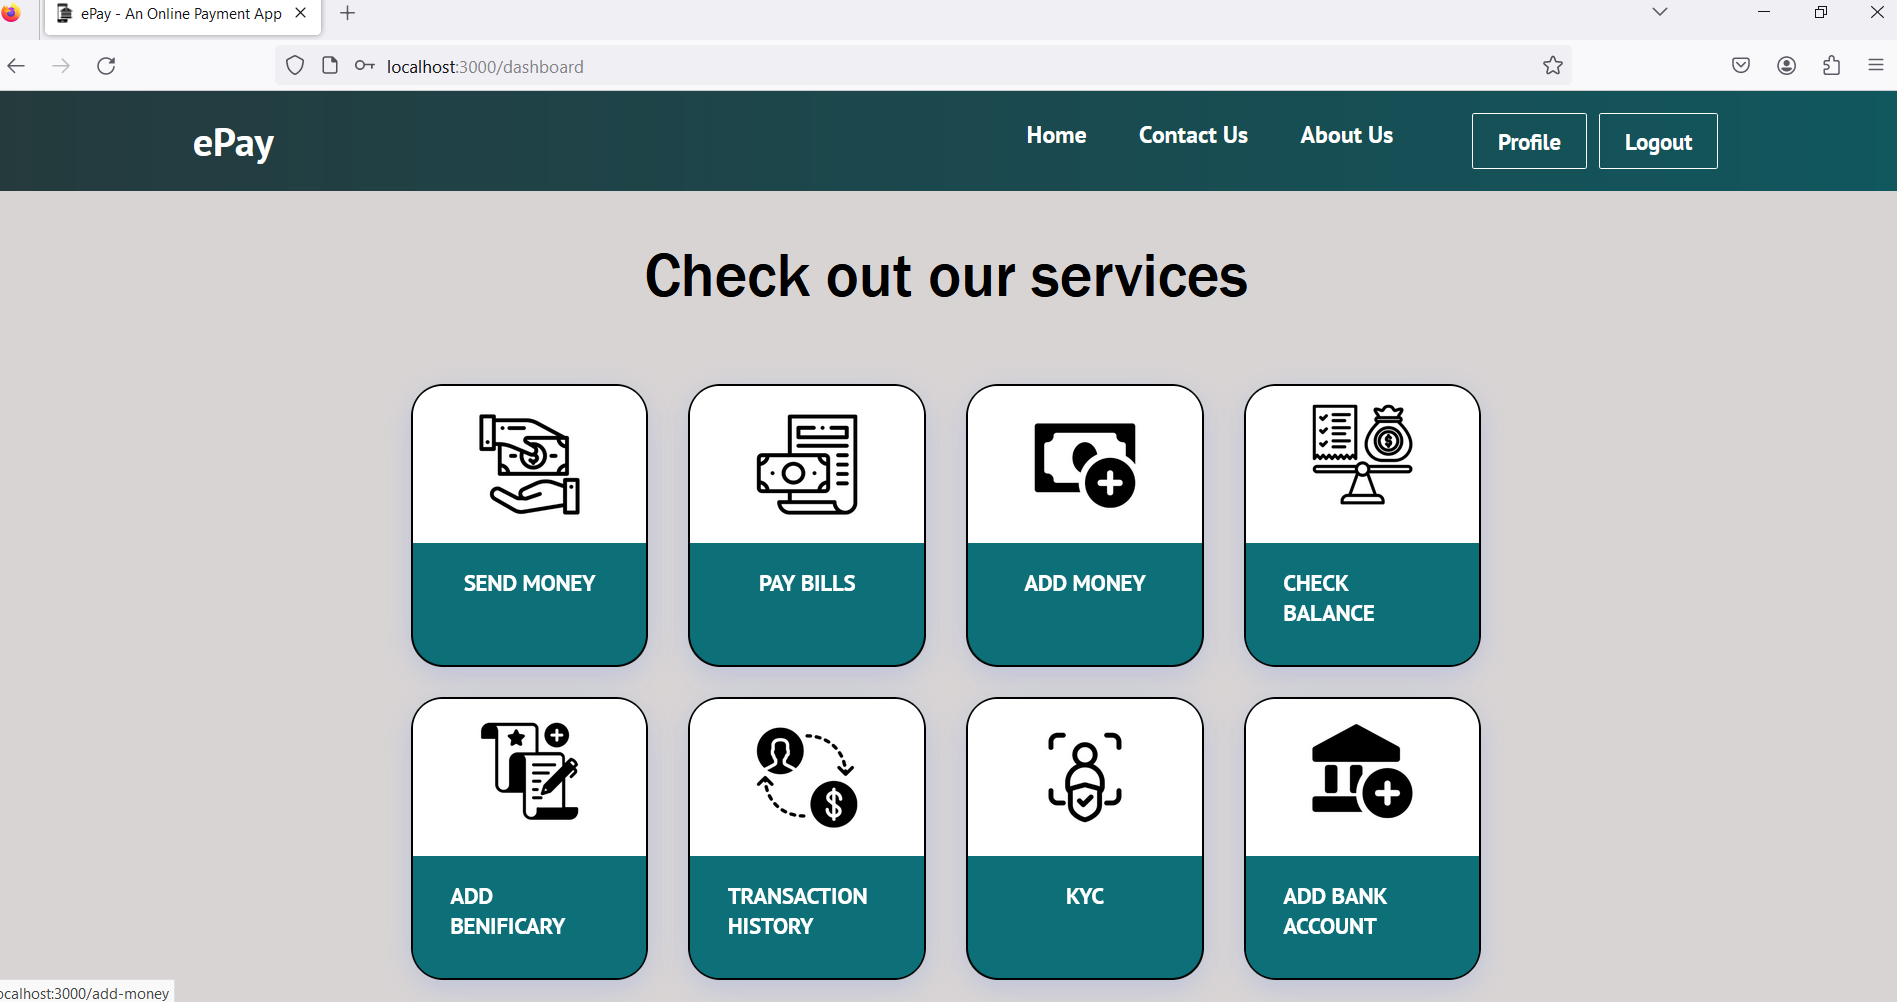 ePay - An Online Payment App
localhost:3000/dashboard
ePay
Home
Contact Us
About Us
Profile
Logout
Check out our services
SEND MONEY
PAY BILLS
ADD MONEY
CHECK
BALANCE
ADD
BENIFICARY
TRANSACTION
HISTORY
KYC
ADD BANK
ACCOUNT
ocalhost:3000/add-money